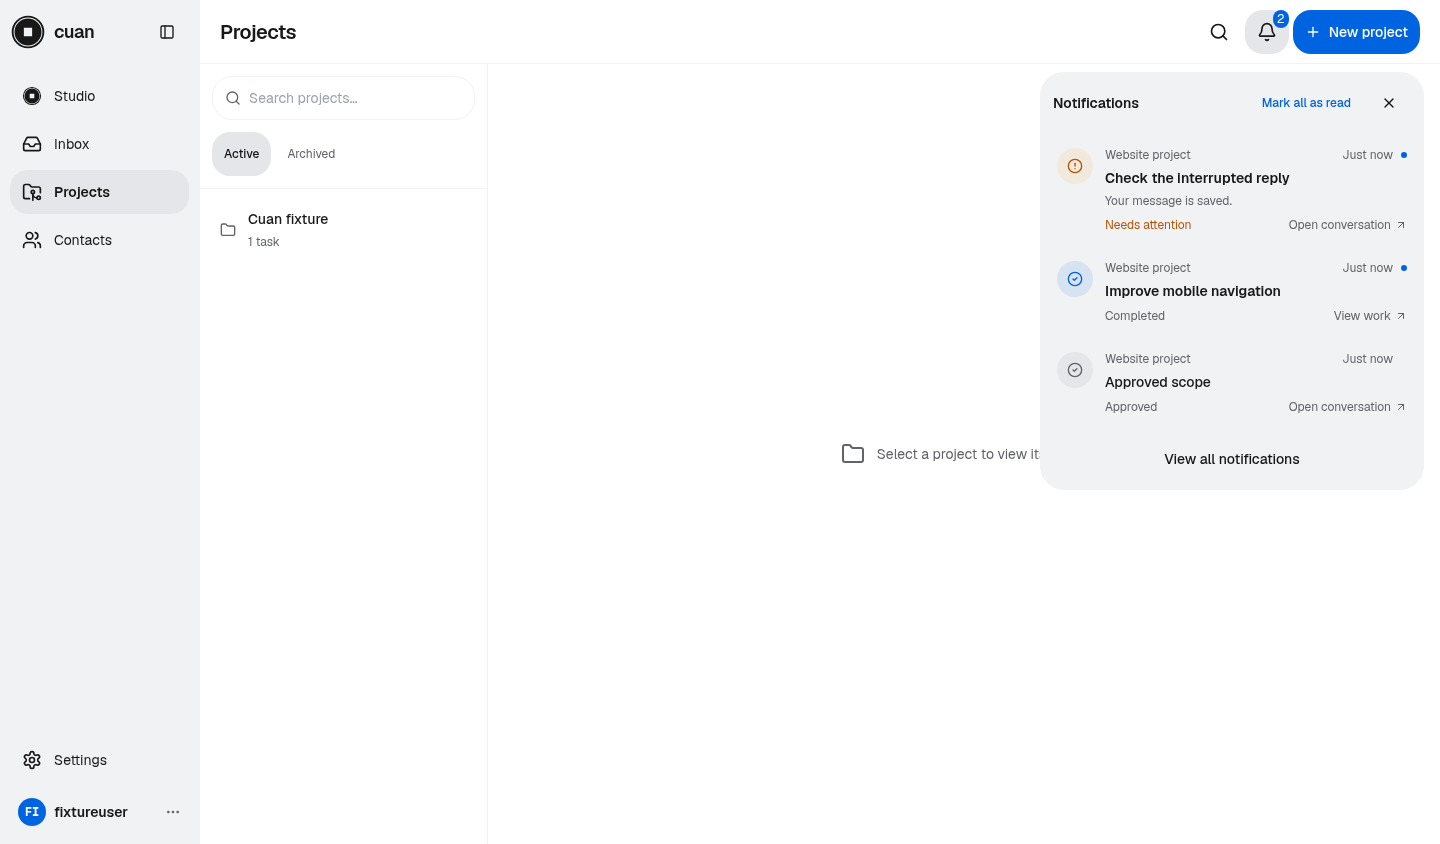 cuan
Studio
Inbox
Projects
Contacts
Settings
FI
fixtureuser
Projects
2
New project
Search projects...
Active
Archived
Cuan fixture
1 task
Select a project to view
Notifications
Mark all as read
Website project
Just now
Check the interrupted reply
Your message is saved.
Needs attention
Open conversation
Website project
Just now
Improve mobile navigation
Completed
View work
Website project
Just now
Approved scope
Approved
Open conversation
View all notifications